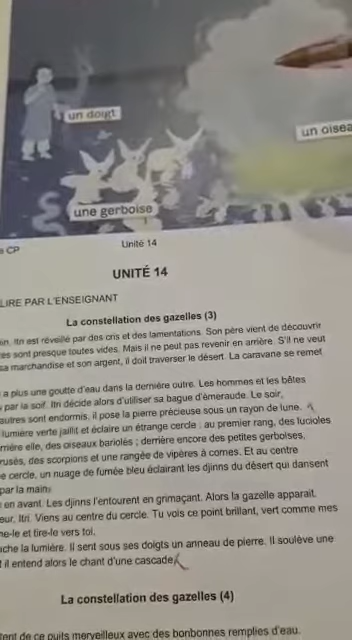 un doigt
un oisea
une gerboise
CP
Unité 14
UNITÉ 14
LIRE PAR L'ENSEIGNANT
La constellation des gazelles (3)
in, Itri est réveillé par des cris et des lamentations. Son père vient de découvrir
es sont presque toutes vides. Mais il ne peut pas revenir en arrière. S'il ne veut
sa marchandise et son argent, il doit traverser le désert. La caravane se remet
a plus une goutte d'eau dans la dernière outre. Les hommes et les bêtes
par la soif. Itri décide alors d'utiliser sa bague d'émeraude. Le soir,
autres sont endormis, il pose la pierre précieuse sous un rayon de lune.
lumière verte jaillit et éclaire un étrange cercle : au premier rang, des lucioles
rrière elle, des oiseaux bariolés ; derrière encore des petites gerboises,
rusés, des scorpions et une rangée de vipères à cornes. Et au centre
e cercle, un nuage de fumée bleu éclairant les djinns du désert qui dansent
par la main.
en avant. Les djinns l'entourent en grimaçant. Alors la gazelle apparait.
eur, Itri. Viens au centre du cercle. Tu vois ce point brillant, vert comme mes
ne-le et tire-le vers toi.
che la lumière. Il sent sous ses doigts un anneau de pierre. Il soulève une
t il entend alors le chant d'une cascade
La constellation des gazelles (4)
tent de ce puits merveilleux avec des bonbonnes remplies d'eau.